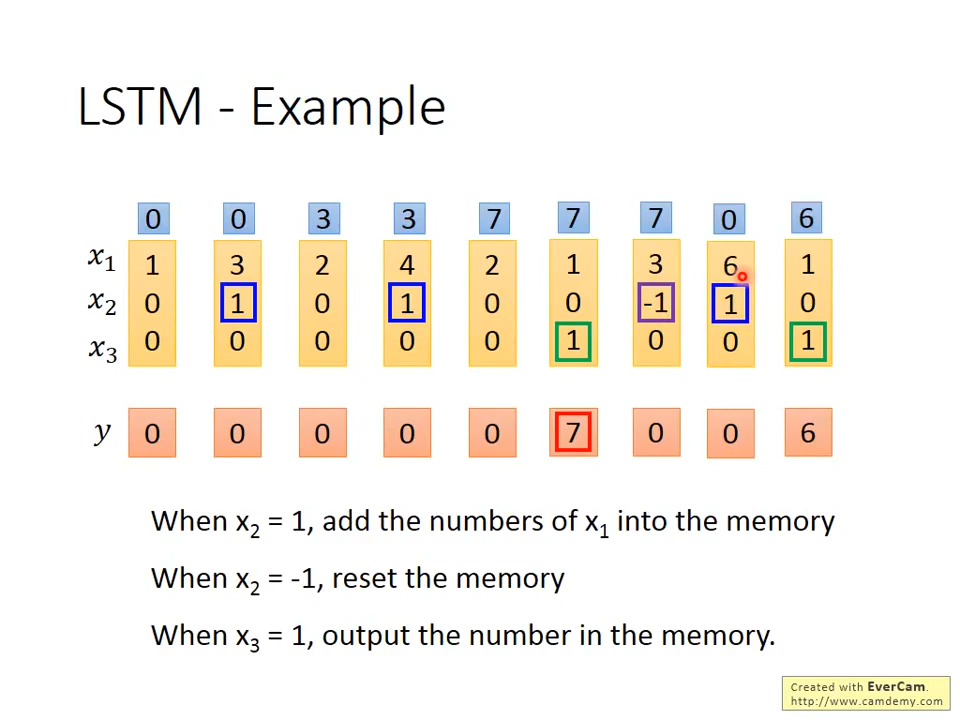 LSTM - Example
0 0 3 3 7 7 7 0 6
x₁ 1 3 2 4 2 1 3 6 1
x₂ 0 1 0 1 0 0 -1 1 0
x₃ 0 0 0 0 0 1 0 0 1
y 0 0 0 0 0 7 0 0 6
When x₂ = 1, add the numbers of x₁ into the memory
When x₂ = -1, reset the memory
When x₃ = 1, output the number in the memory.
Created with EverCam.
http://www.camdemy.com